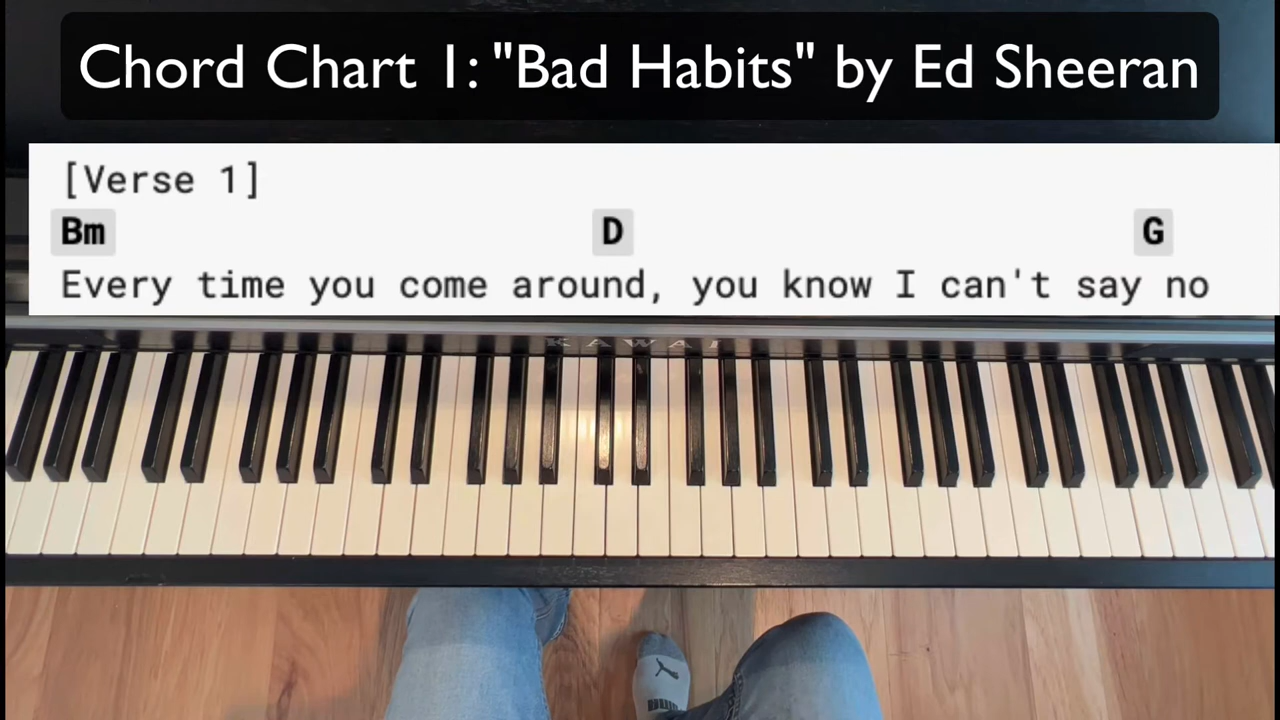 Chord Chart 1: "Bad Habits" by Ed Sheeran
[Verse 1]
Bm D G
Every time you come around, you know I can't say no
KAWAI